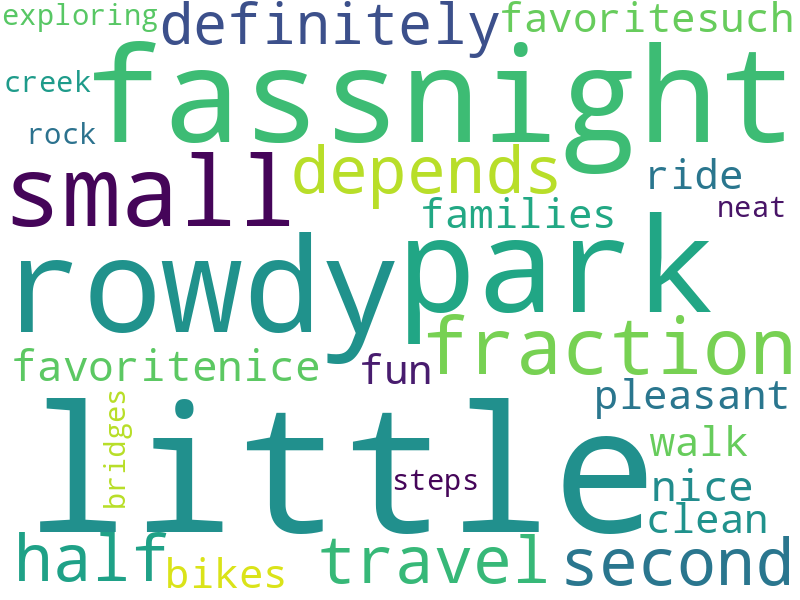 exploring
definitely
favoritesuch
creek
fassnight
rock
small
depends
ride
families
neat
rowdy
park
fraction
favoritenice
fun
pleasant
bridges
little
walk
steps
nice
clean
half
bikes
travel
second